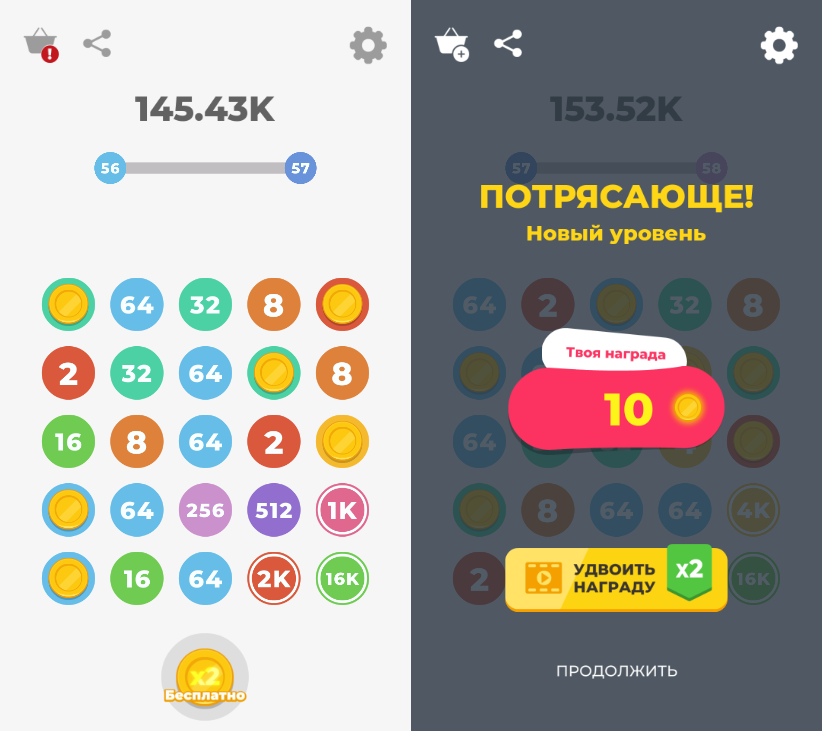 145.43K
56 57
64 32 8
2 32 64 8
16 8 64 2
64 256 512 1K
16 64 2K 16K
x2
Бесплатно
153.52K
57 58
ПОТРЯСАЮЩЕ!
Новый уровень
64 2 32 8
Твоя награда
10
64
8 64 64 4K
2 16K
УДВОИТЬ
НАГРАДУ
x2
ПРОДОЛЖИТЬ